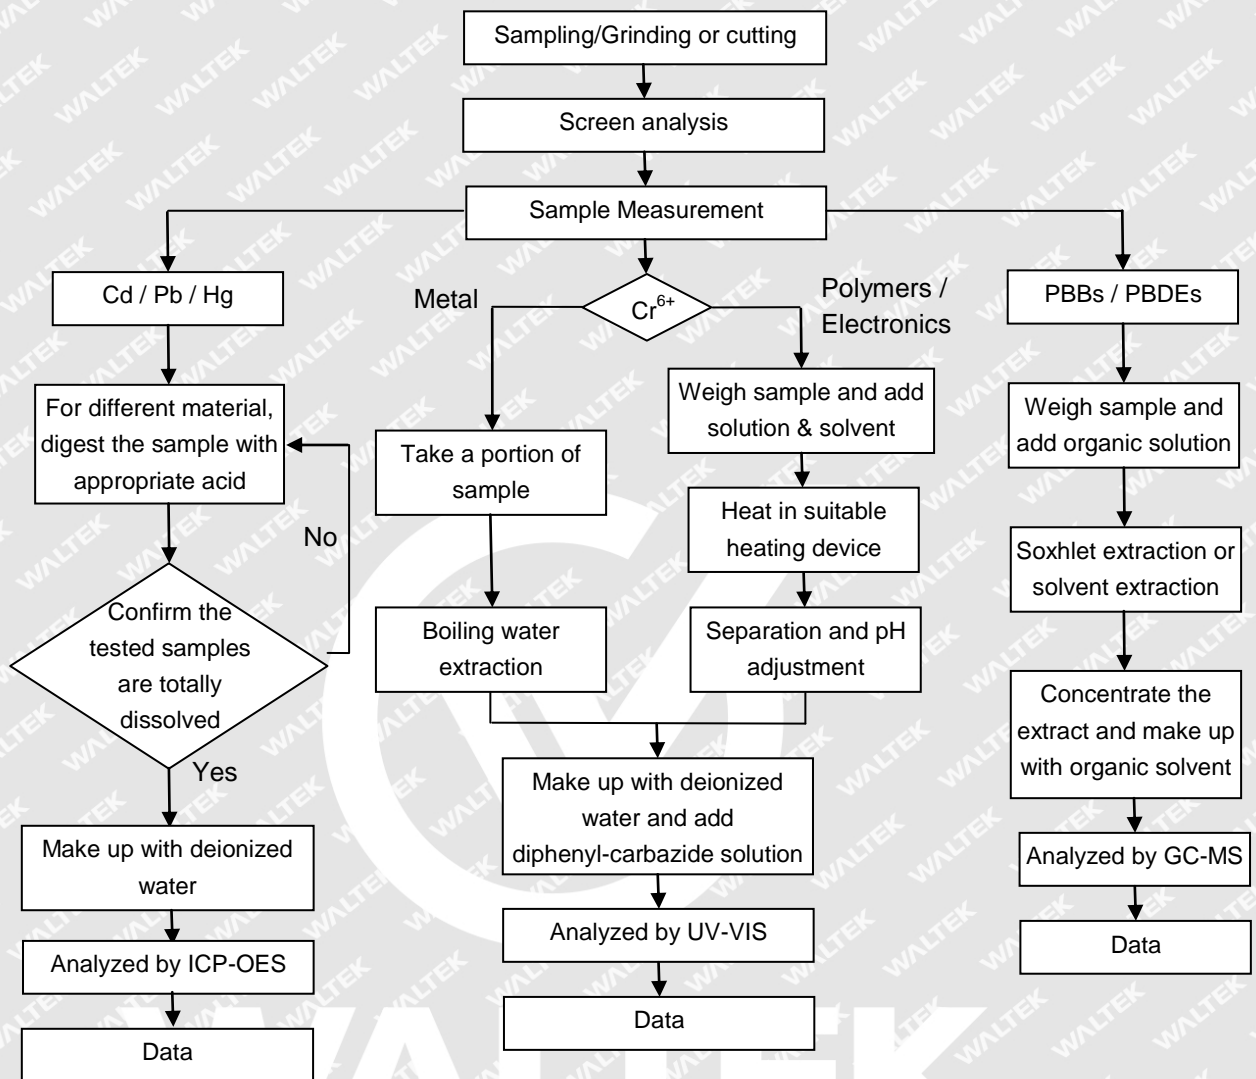 Sampling/Grinding or cutting
Screen analysis
Sample Measurement
Cd / Pb / Hg
For different material,
digest the sample with
appropriate acid
No
Confirm the
tested samples
are totally
dissolved
Yes
Make up with deionized
water
Analyzed by ICP-OES
Data
Cr6+
Metal
Take a portion of
sample
Boiling water
extraction
Polymers /
Electronics
Weigh sample and add
solution & solvent
Heat in suitable
heating device
Separation and pH
adjustment
Make up with deionized
water and add
diphenyl-carbazide solution
Analyzed by UV-VIS
Data
PBBs / PBDEs
Weigh sample and
add organic solution
Soxhlet extraction or
solvent extraction
Concentrate the
extract and make up
with organic solvent
Analyzed by GC-MS
Data
WALTEK